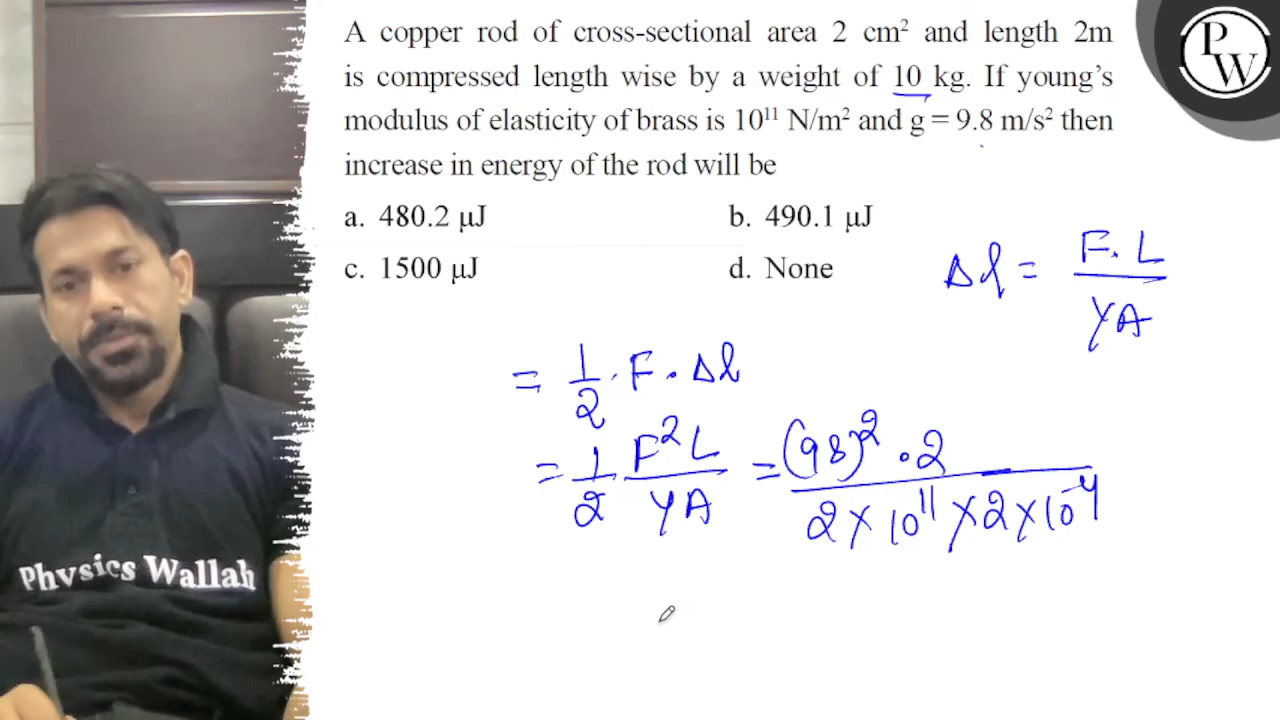 A copper rod of cross-sectional area 2 cm² and length 2m
is compressed length wise by a weight of 10 kg. If young's
modulus of elasticity of brass is 10¹¹ N/m² and g = 9.8 m/s² then
increase in energy of the rod will be
a. 480.2 μJ
b. 490.1 μJ
c. 1500 μJ
d. None
Δl = F.L / YA
= 1/2 . F . Δl
= 1/2 F²L / YA = (98)² . 2 / 2 × 10¹¹ × 2 × 10⁻⁴
PW
Physics Wallah